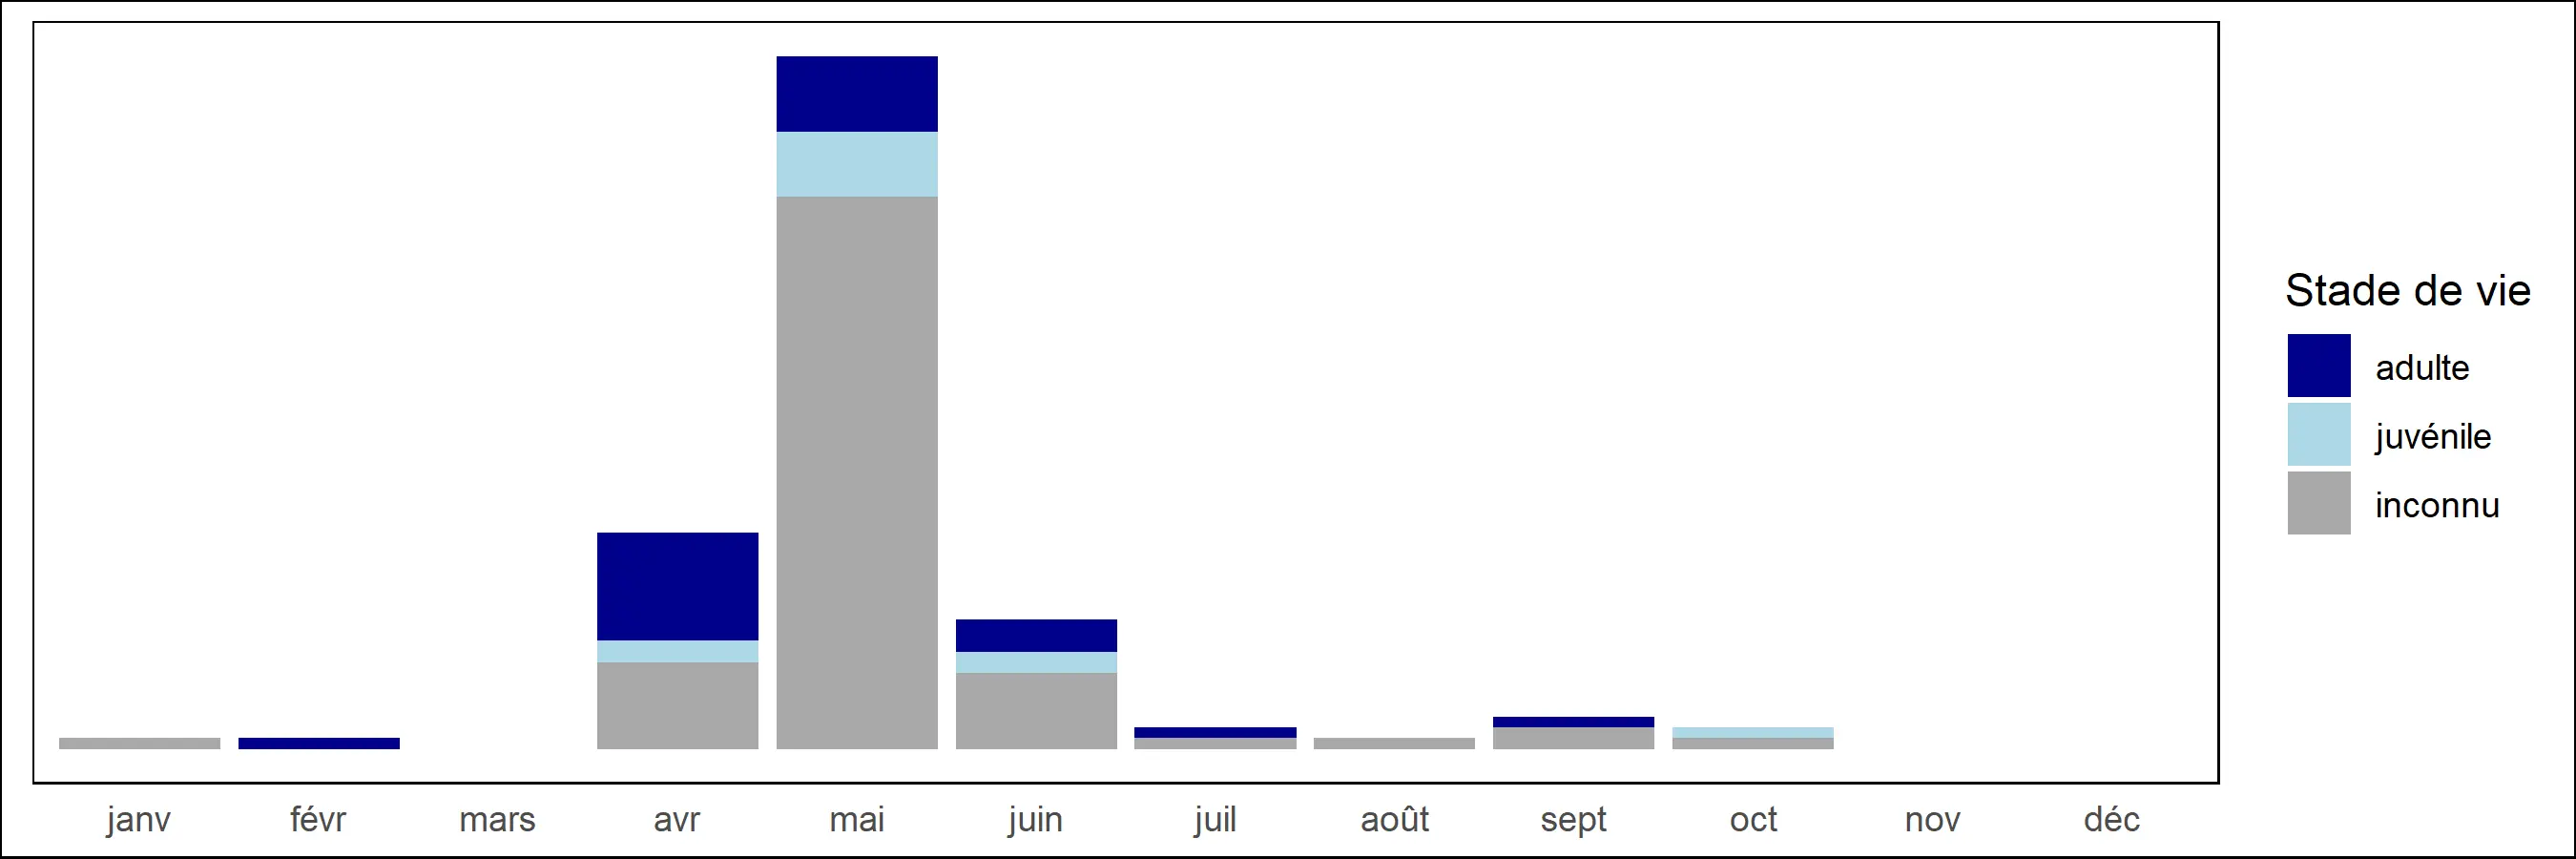 Stade de vie
adulte
juvénile
inconnu
janv févr mars avr mai juin juil août sept oct nov déc